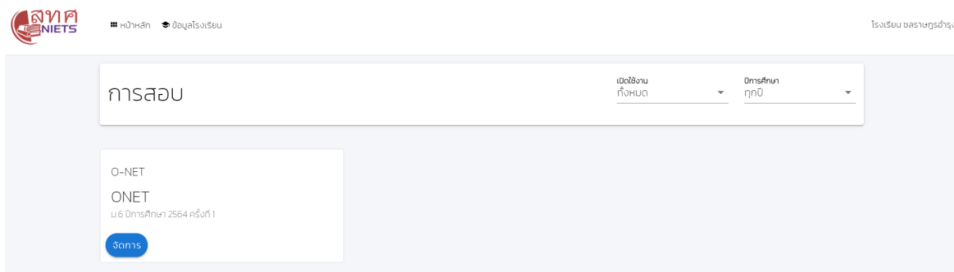 สทศ
NIETS
หน้าหลัก ข้อมูลโรงเรียน
โรงเรียน ชลราษฎรอำรุง
การสอบ
เปิดใช้งาน
ทั้งหมด
ปีการศึกษา
ทุกปี
O-NET
ONET
ม.6 ปีการศึกษา 2564 ครั้งที่ 1
จัดการ